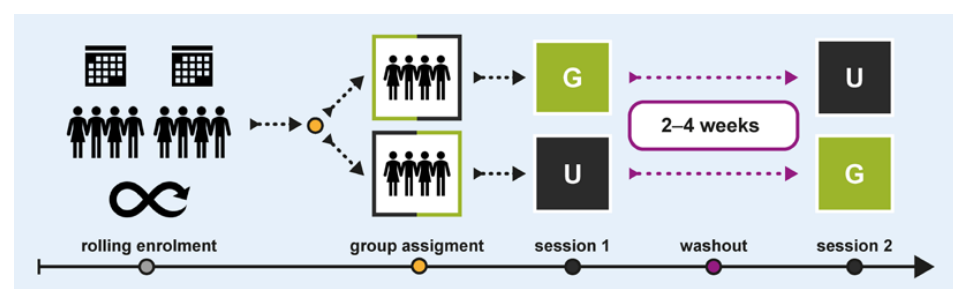 G
U
2–4 weeks
U
G
rolling enrolment
group assigment
session 1
washout
session 2